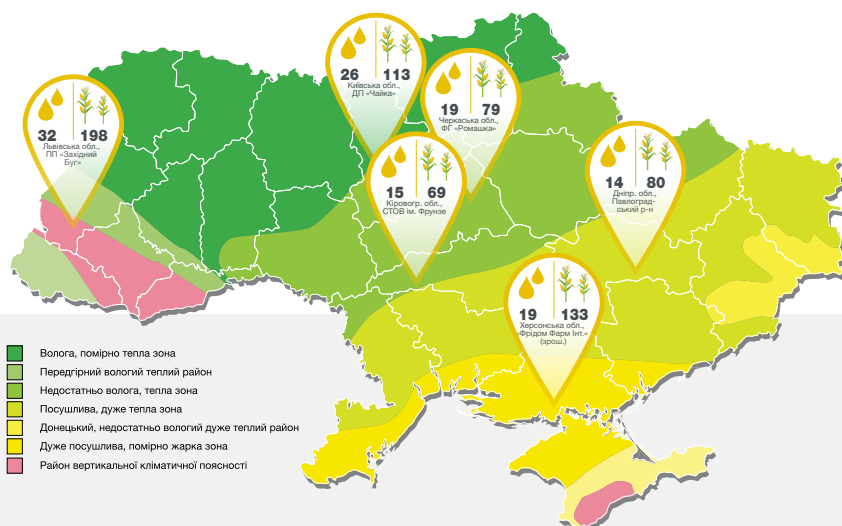 26 113
Київська обл.,
ДП «Чайка»
19 79
Черкаська обл.,
ФГ «Ромашка»
32 198
Львівська обл.,
ПП «Західний
Буг»
15 69
Кіровогр. обл.,
СТОВ ім. Фрунзе
14 80
Дніпр. обл.,
Павлоград-
ський р-н
19 133
Херсонська обл.,
«Фрідом Фарм Інт.»
(зрош.)
Волога, помірно тепла зона
Передгірний вологий теплий район
Недостатньо волога, тепла зона
Посушлива, дуже тепла зона
Донецький, недостатньо вологий дуже теплий район
Дуже посушлива, помірно жарка зона
Район вертикальної кліматичної поясності